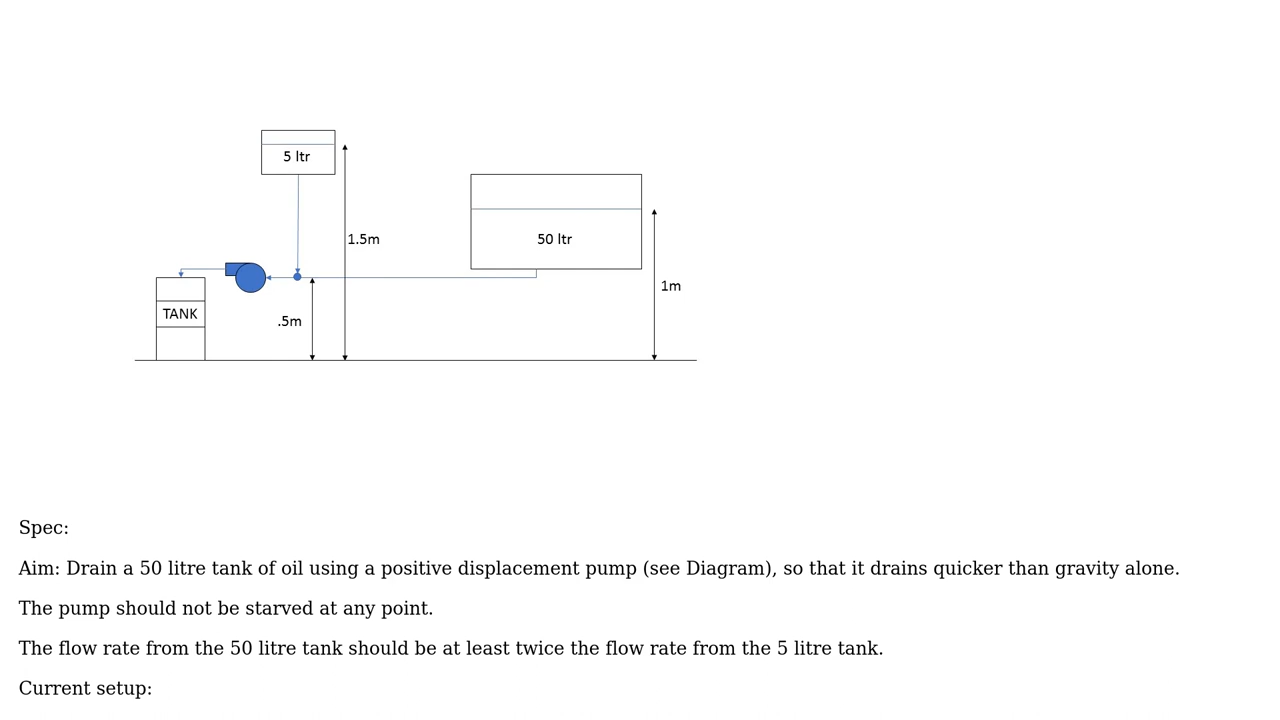 5 ltr
1.5m
50 ltr
1m
TANK
.5m
Spec:
Aim: Drain a 50 litre tank of oil using a positive displacement pump (see Diagram), so that it drains quicker than gravity alone.
The pump should not be starved at any point.
The flow rate from the 50 litre tank should be at least twice the flow rate from the 5 litre tank.
Current setup: